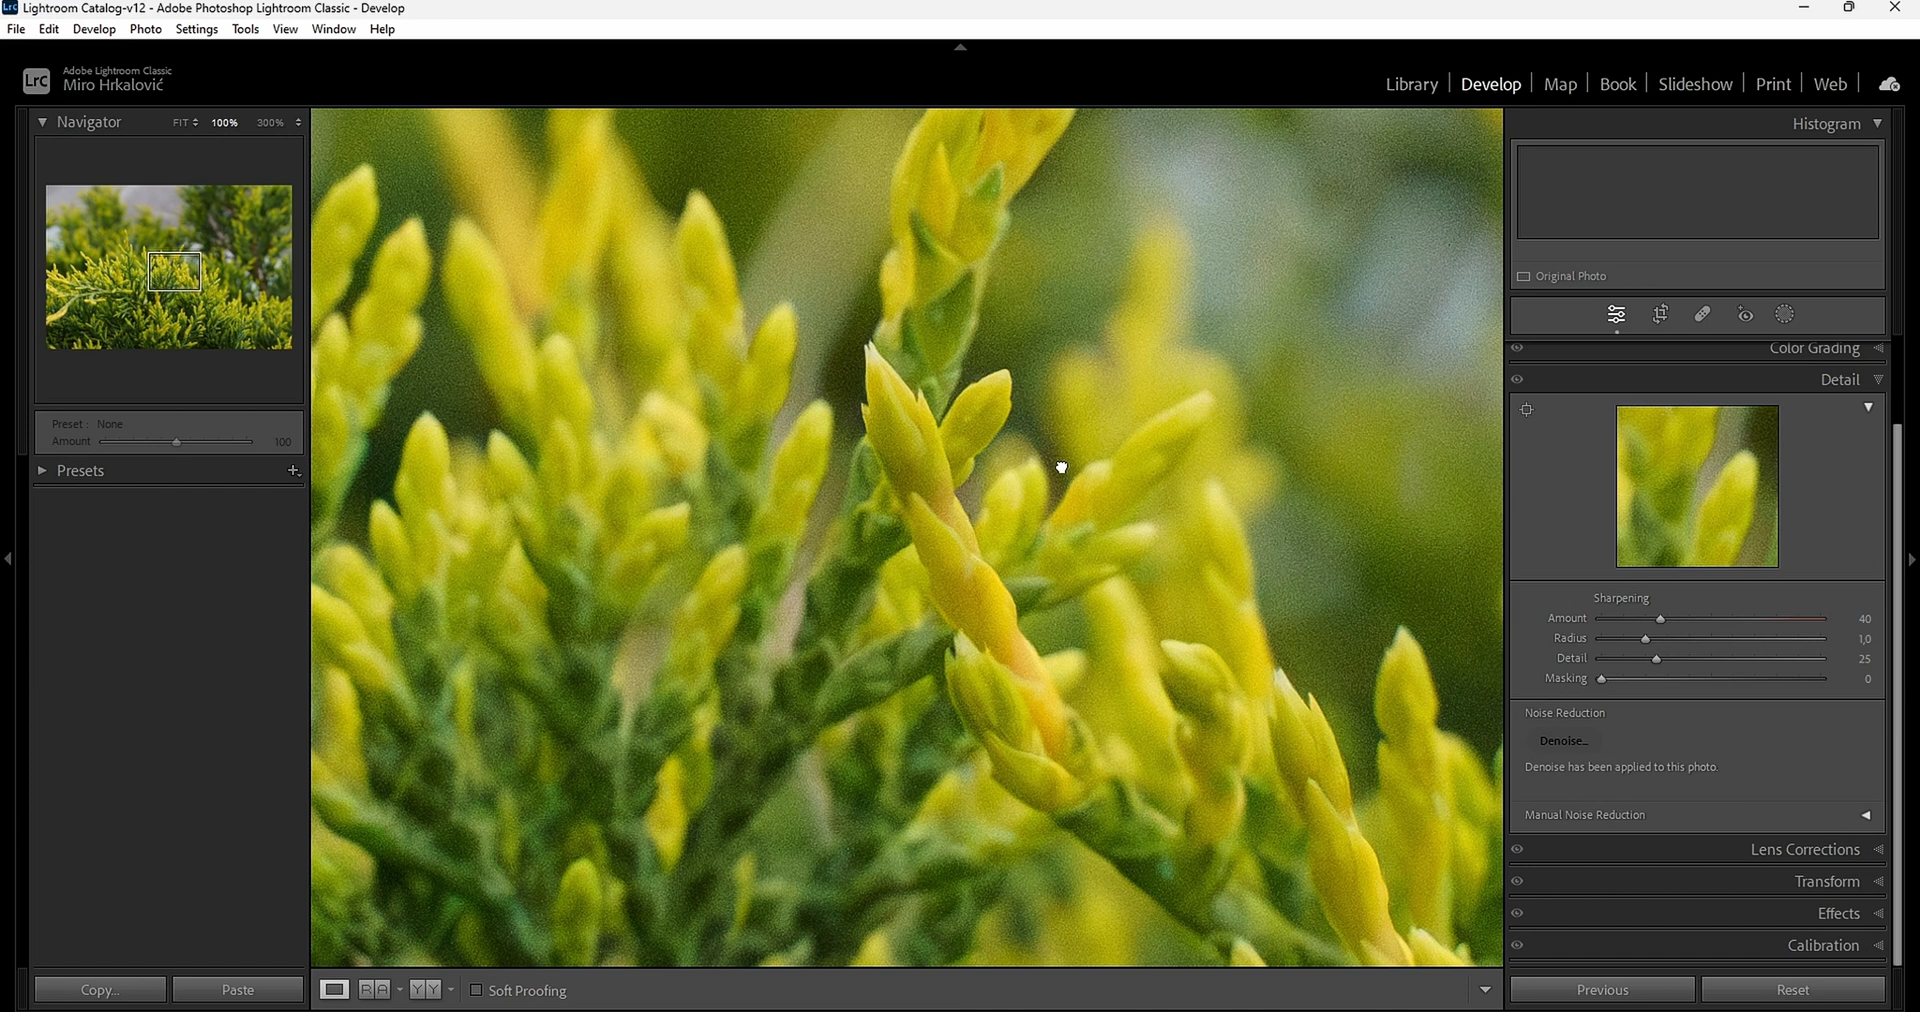 Lrc Lightroom Catalog-v12 - Adobe Photoshop Lightroom Classic - Develop
File Edit Develop Photo Settings Tools View Window Help
LrC Adobe Lightroom Classic
Miro Hrkalović
Library Develop Map Book Slideshow Print Web
Navigator FIT 100% 300%
Preset : None
Amount 100
Presets
Copy... Paste
R A Y Y Soft Proofing
Histogram
Original Photo
Color Grading
Detail
Sharpening
Amount 40
Radius 1,0
Detail 25
Masking 0
Noise Reduction
Denoise...
Denoise has been applied to this photo.
Manual Noise Reduction
Lens Corrections
Transform
Effects
Calibration
Previous Reset